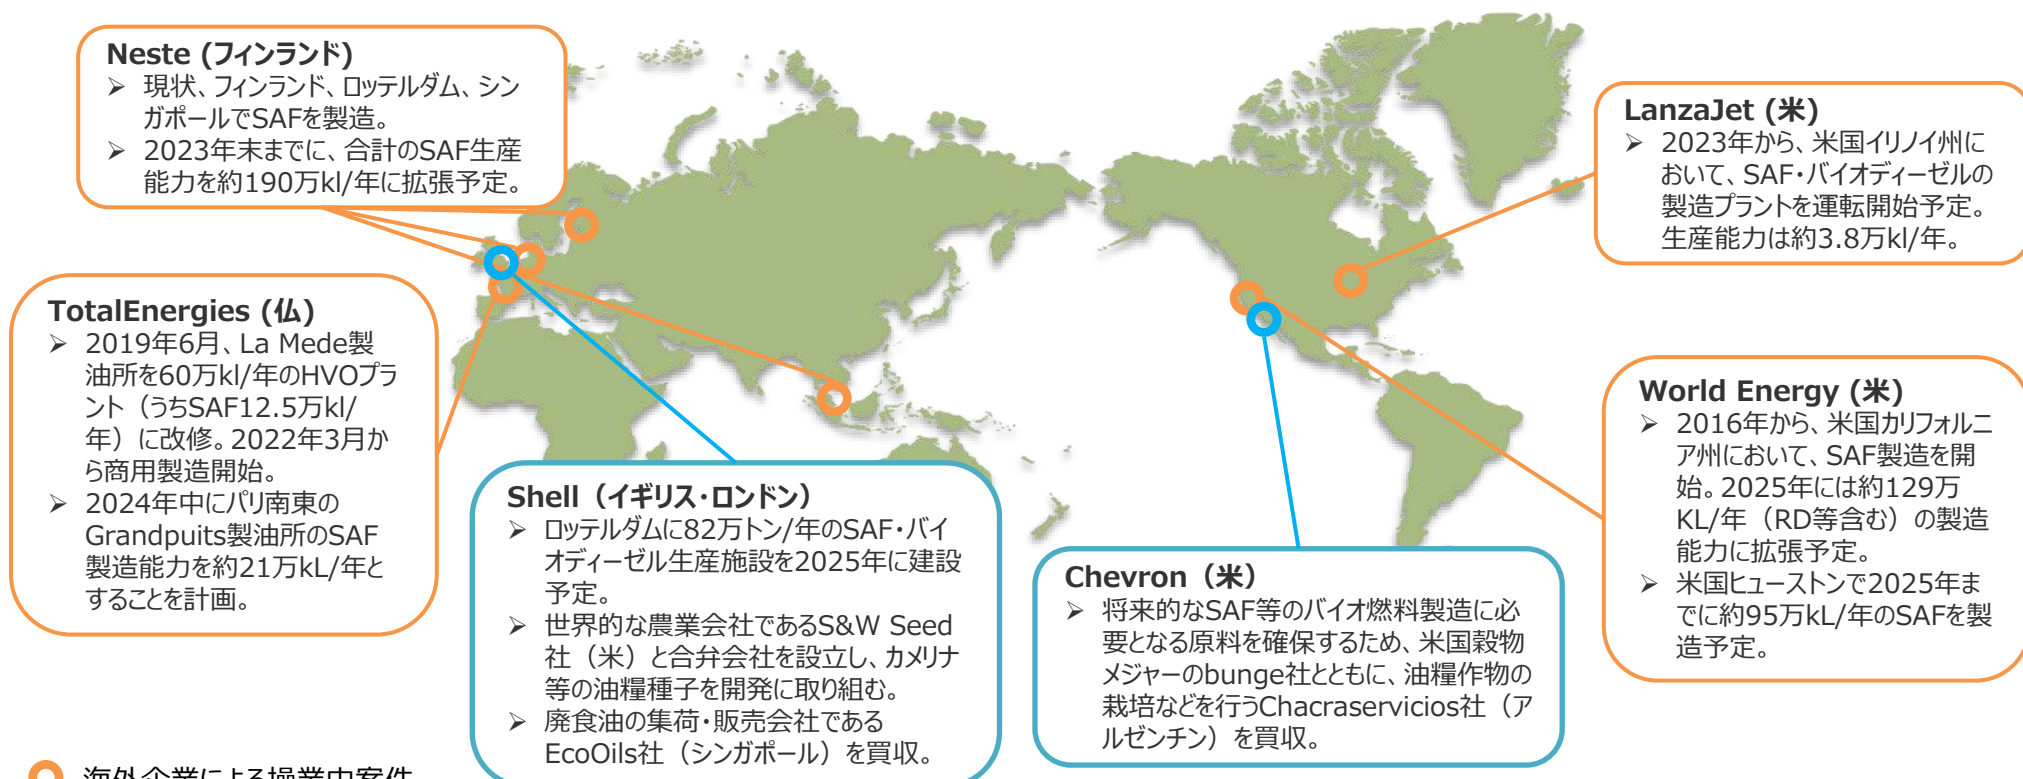 Neste (フィンランド)
➢ 現状、フィンランド、ロッテルダム、シン
ガポールでSAFを製造。
➢ 2023年末までに、合計のSAF生産
能力を約190万kl/年に拡張予定。
TotalEnergies (仏)
➢ 2019年6月、La Mede製
油所を60万kl/年のHVOプラ
ント（うちSAF12.5万kl/
年）に改修。2022年3月か
ら商用製造開始。
➢ 2024年中にパリ南東の
Grandpuits製油所のSAF
製造能力を約21万kL/年と
することを計画。
Shell（イギリス・ロンドン）
➢ ロッテルダムに82万トン/年のSAF・バイ
オディーゼル生産施設を2025年に建設
予定。
➢ 世界的な農業会社であるS&W Seed
社（米）と合弁会社を設立し、カメリナ
等の油糧種子を開発に取り組む。
➢ 廃食油の集荷・販売会社である
EcoOils社（シンガポール）を買収。
Chevron（米）
➢ 将来的なSAF等のバイオ燃料製造に必
要となる原料を確保するため、米国穀物
メジャーのbunge社とともに、油糧作物の
栽培などを行うChacraservicios社（ア
ルゼンチン）を買収。
LanzaJet (米)
➢ 2023年から、米国イリノイ州に
おいて、SAF・バイオディーゼルの
製造プラントを運転開始予定。
生産能力は約3.8万kl/年。
World Energy (米)
➢ 2016年から、米国カリフォルニ
ア州において、SAF製造を開
始。2025年には約129万
KL/年（RD等含む）の製造
能力に拡張予定。
➢ 米国ヒューストンで2025年ま
でに約95万kL/年のSAFを製
造予定。
海外企業による操業中案件